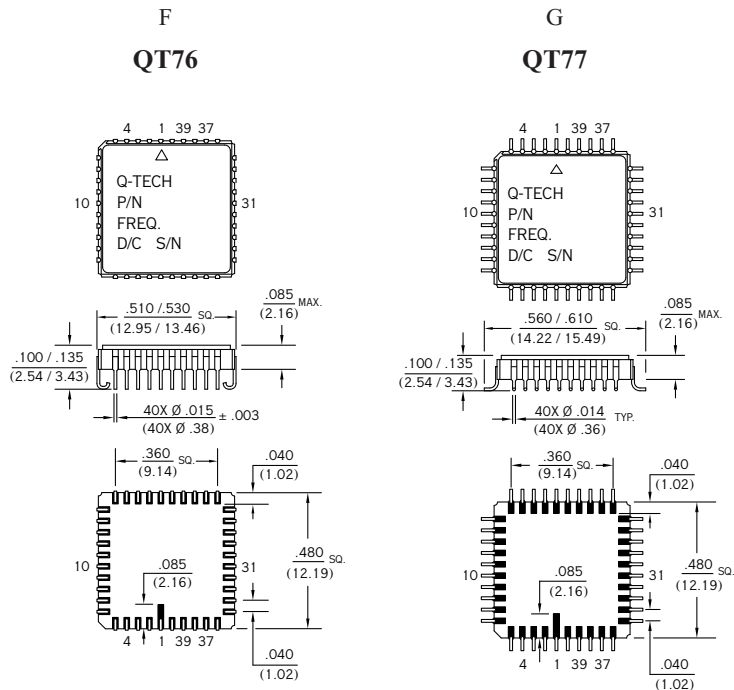 F
QT76
4 1 39 37
Q-TECH
P/N
FREQ.
D/C S/N
10
31
.510 /.530 SQ.
(12.95 / 13.46)
.085 MAX.
(2.16)
.100 / .135
(2.54 / 3.43)
40X Ø .015 ± .003
(40X Ø .38)
.360 SQ.
(9.14)
.040
(1.02)
10
.085
(2.16)
31
.480 SQ.
(12.19)
4 1 39 37
.040
(1.02)
G
QT77
4 1 39 37
Q-TECH
P/N
FREQ.
D/C S/N
10
31
.560 / .610 SQ.
(14.22 / 15.49)
.085 MAX.
(2.16)
.100 / .135
(2.54 / 3.43)
40X Ø .014 TYP.
(40X Ø .36)
.360 SQ.
(9.14)
.040
(1.02)
10
.085
(2.16)
31
.480 SQ.
(12.19)
4 1 39 37
.040
(1.02)